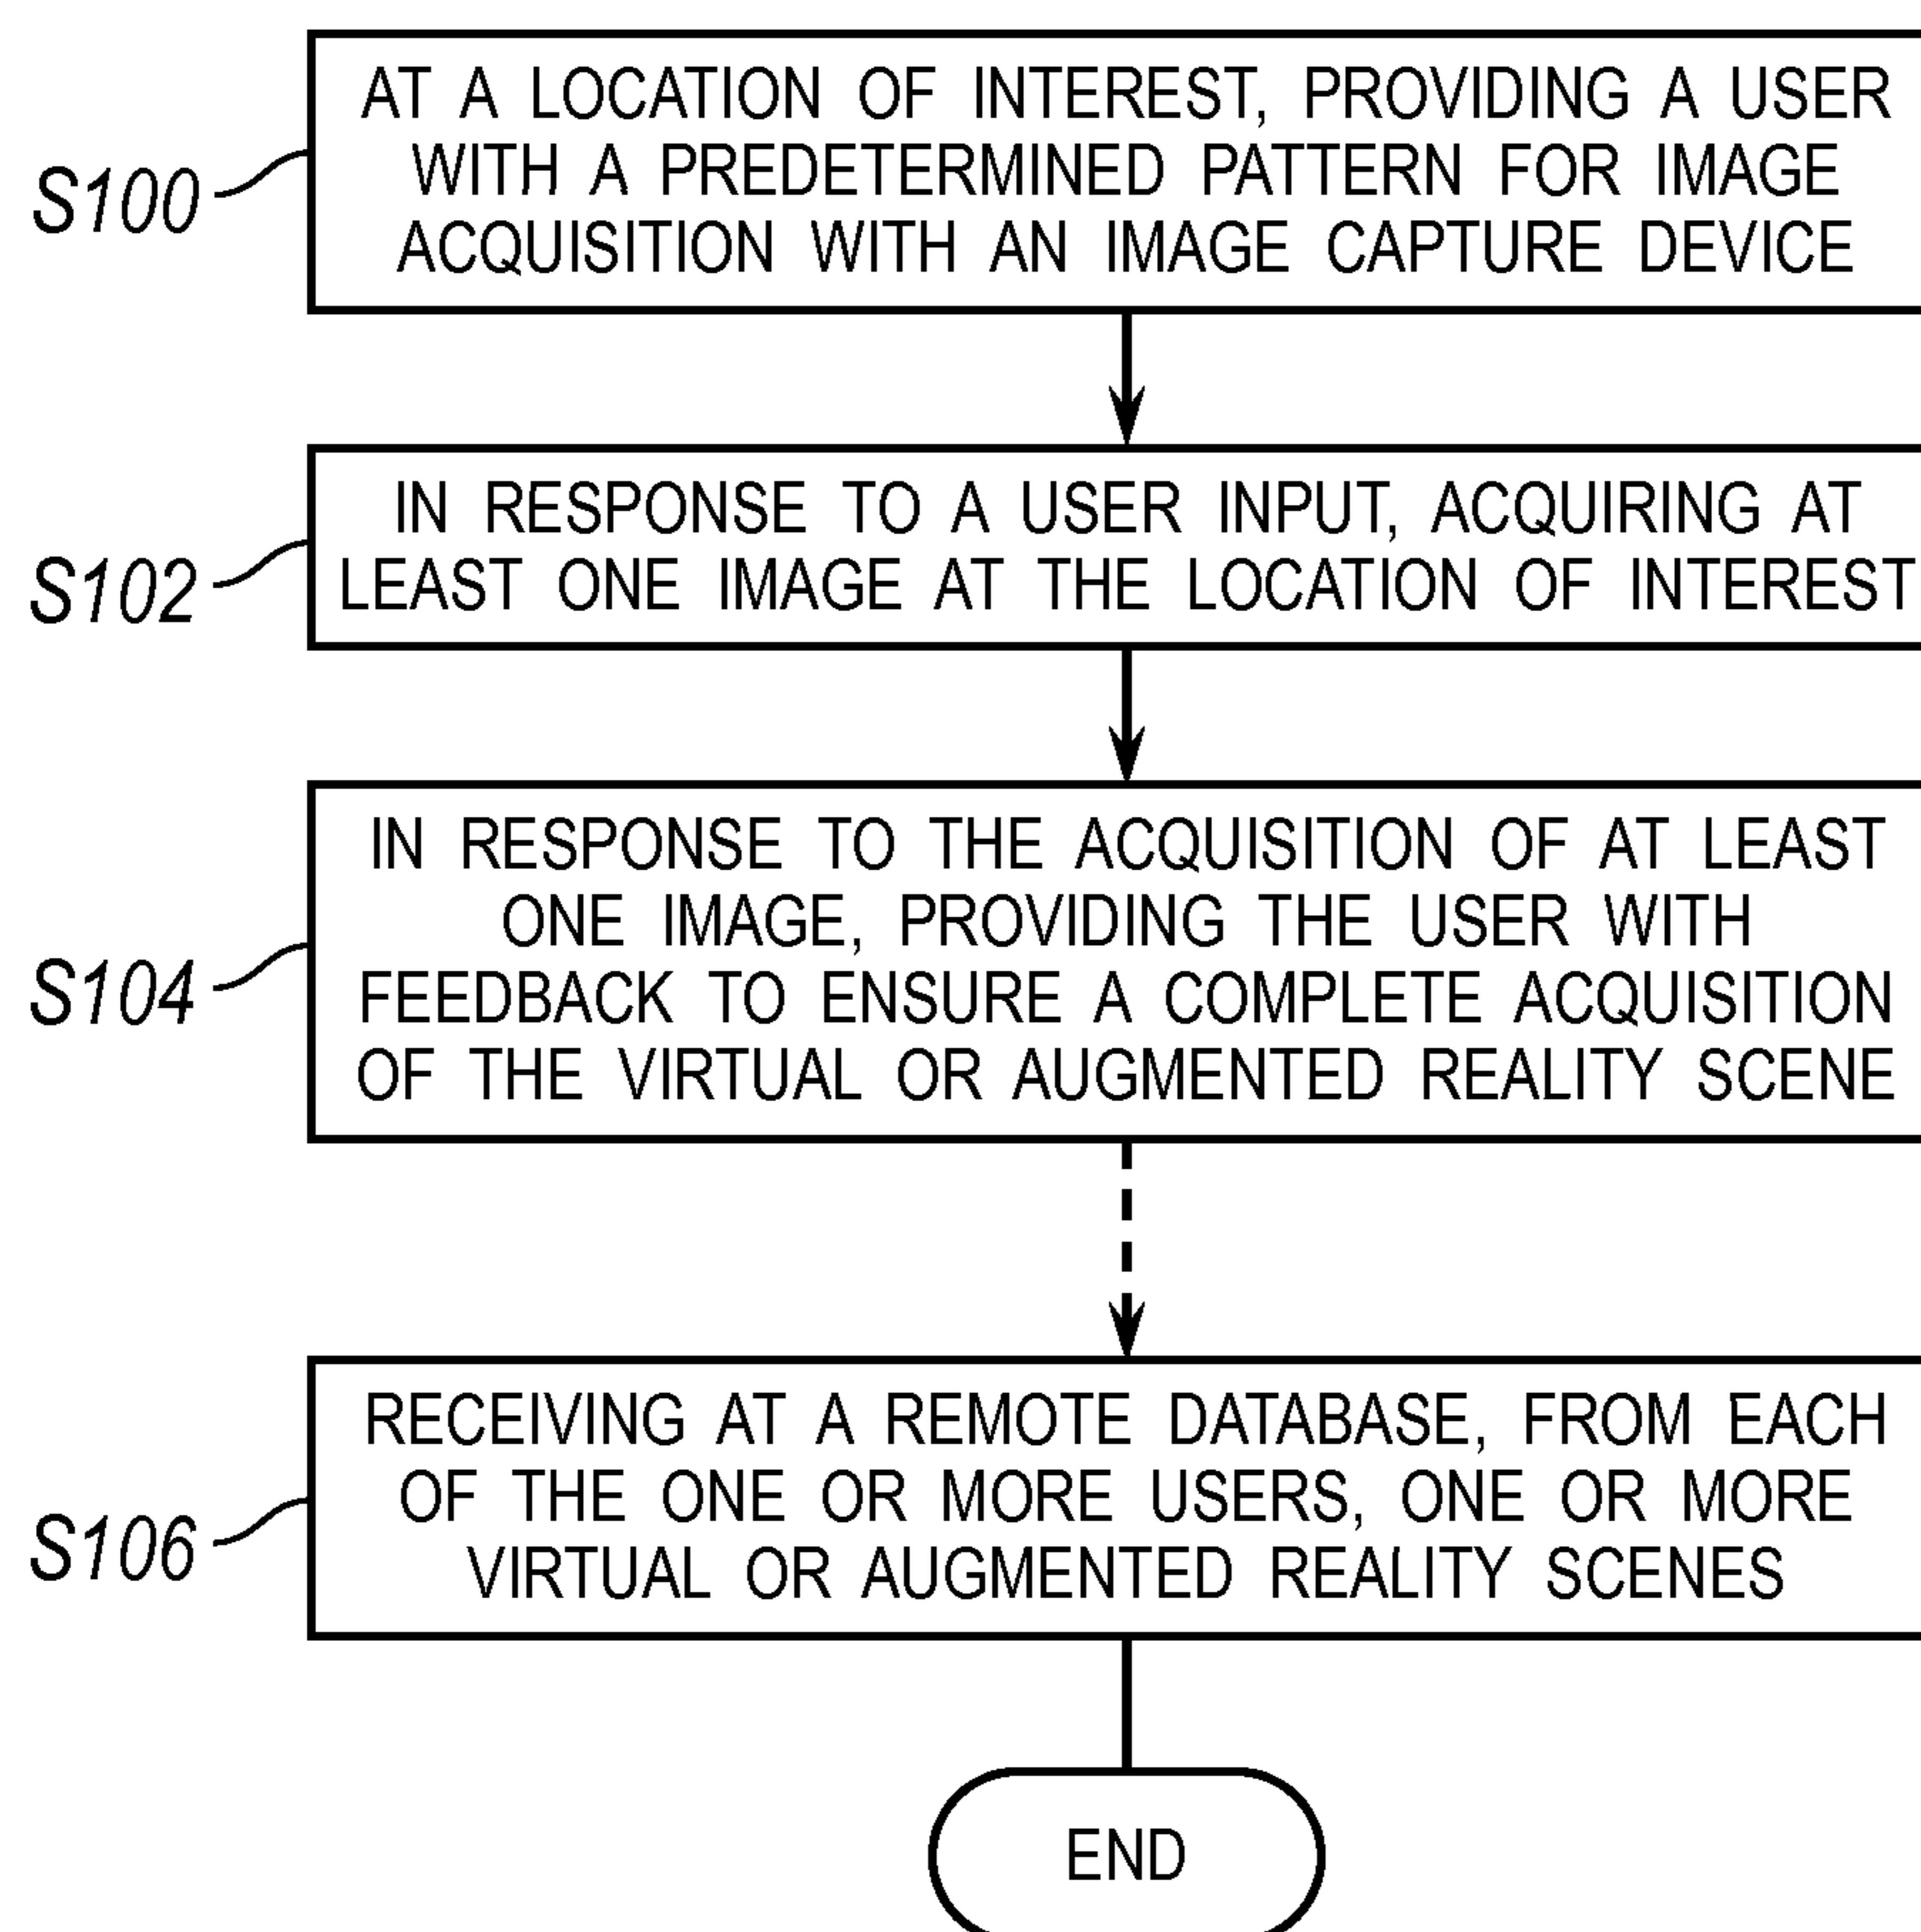 AT A LOCATION OF INTEREST, PROVIDING A USER
WITH A PREDETERMINED PATTERN FOR IMAGE
ACQUISITION WITH AN IMAGE CAPTURE DEVICE
S100
IN RESPONSE TO A USER INPUT, ACQUIRING AT
LEAST ONE IMAGE AT THE LOCATION OF INTEREST
S102
IN RESPONSE TO THE ACQUISITION OF AT LEAST
ONE IMAGE, PROVIDING THE USER WITH
FEEDBACK TO ENSURE A COMPLETE ACQUISITION
OF THE VIRTUAL OR AUGMENTED REALITY SCENE
S104
RECEIVING AT A REMOTE DATABASE, FROM EACH
OF THE ONE OR MORE USERS, ONE OR MORE
VIRTUAL OR AUGMENTED REALITY SCENES
S106
END